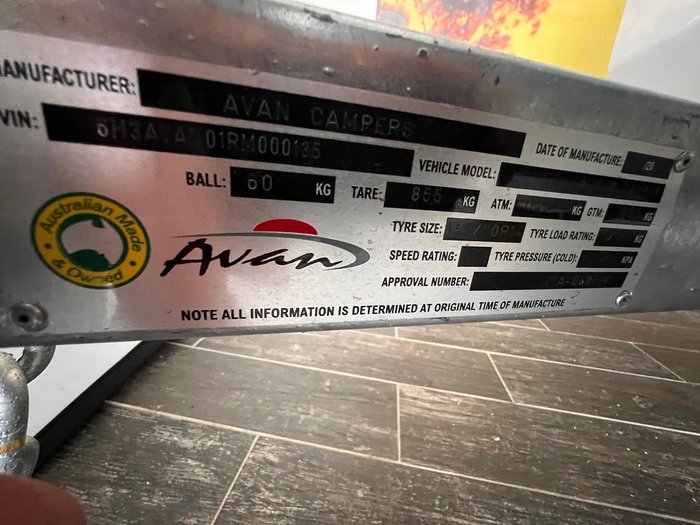 MANUFACTURER: AVAN CAMPERS
VIN: 01RM000135
DATE OF MANUFACTURE:
VEHICLE MODEL:
BALL: 60 KG TARE: 855 KG ATM: KG GTM: KG
TYRE SIZE: TYRE LOAD RATING:
SPEED RATING: TYRE PRESSURE (COLD): KPA
APPROVAL NUMBER:
Australian Made
& Owned
Avan
NOTE ALL INFORMATION IS DETERMINED AT ORIGINAL TIME OF MANUFACTURE